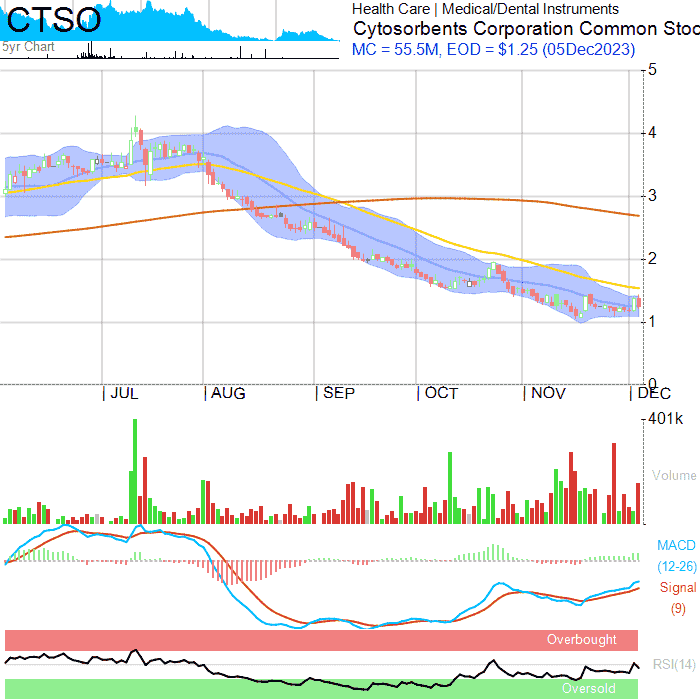 CTSO
5yr Chart
Health Care | Medical/Dental Instruments
Cytosorbents Corporation Common Stoc
MC = 55.5M, EOD = $1.25 (05Dec2023)
5
4
3
2
1
0
JUL AUG SEP OCT NOV DEC
401k
Volume
MACD
(12-26)
Signal
(9)
Overbought
RSI(14)
Oversold